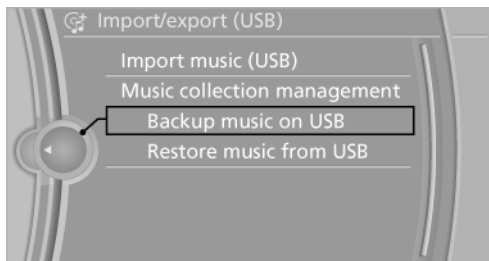 Import/export (USB)
Import music (USB)
Music collection management
Backup music on USB
Restore music from USB